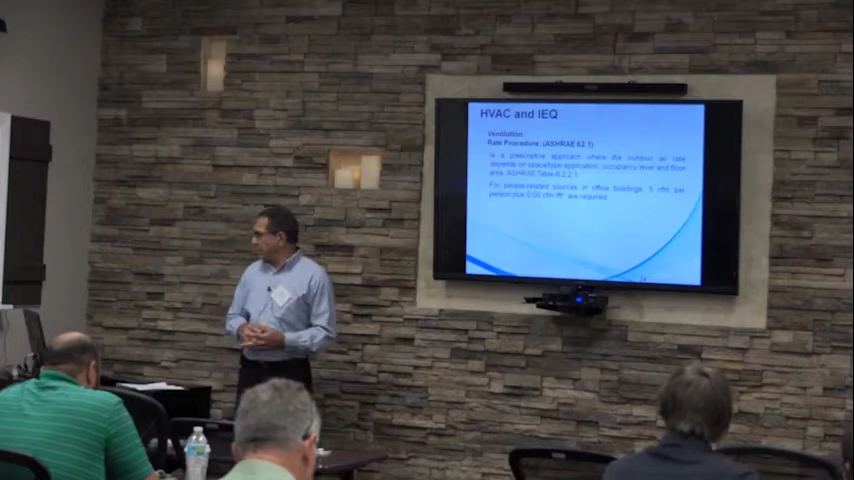 HVAC and IEQ
Ventilation:
Rate Procedure: (ASHRAE 62.1)
Is a prescriptive approach where the outdoor air rate
depends on space type application, occupancy level and floor
area. ASHRAE Table 6.2.2.1
For people-related sources in office buildings, 5 cfm per
person plus 0.06 cfm-ft² are required.